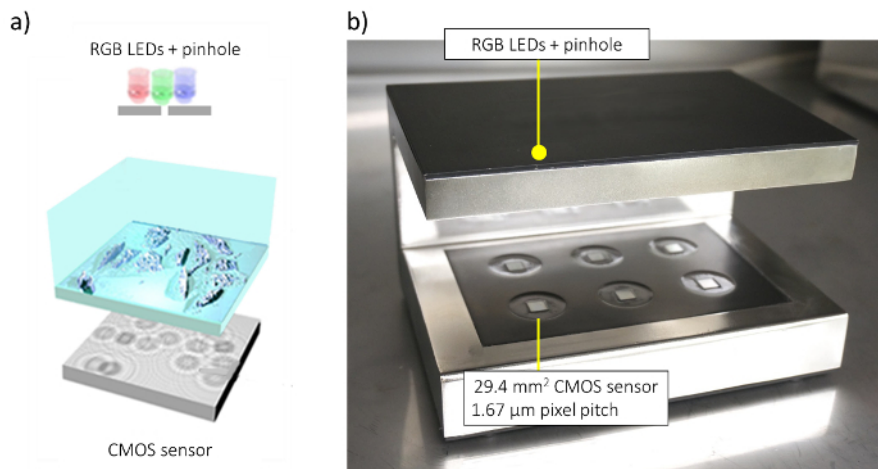 a)
RGB LEDs + pinhole
CMOS sensor
b)
RGB LEDs + pinhole
29.4 mm² CMOS sensor
1.67 µm pixel pitch